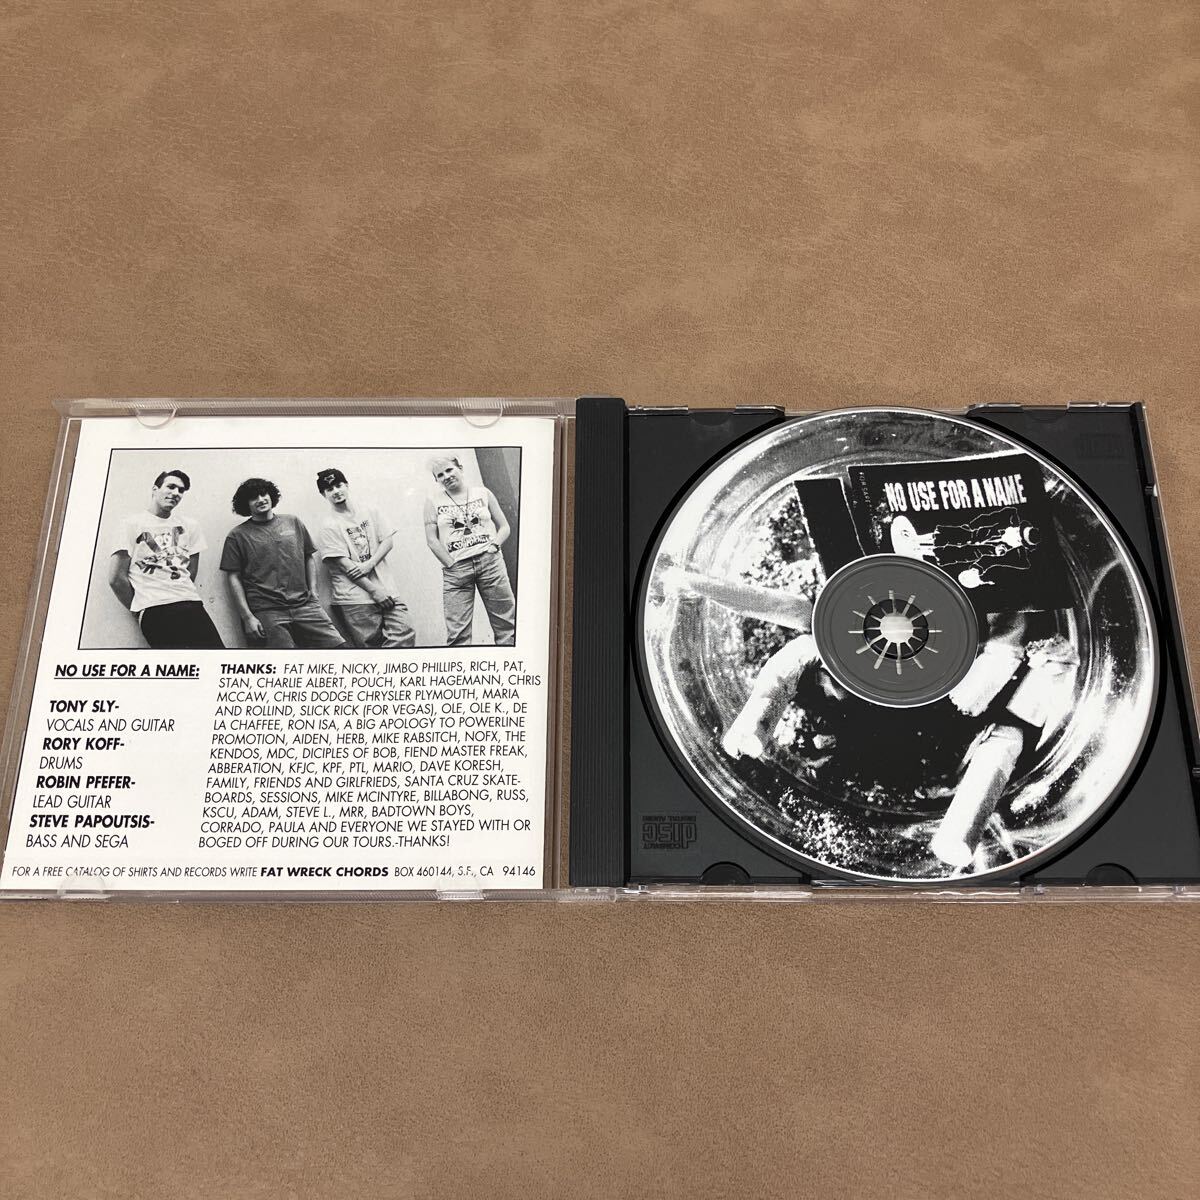 NO USE FOR A NAME:
TONY SLY-
VOCALS AND GUITAR
RORY KOFF-
DRUMS
ROBIN PFEFER-
LEAD GUITAR
STEVE PAPOUTSIS-
BASS AND SEGA
THANKS: FAT MIKE, NICKY, JIMBO PHILLIPS, RICH, PAT,
STAN, CHARLIE ALBERT, POUCH, KARL HAGEMANN, CHRIS
MCCAW, CHRIS DODGE CHRYSLER PLYMOUTH, MARIA
AND ROLLIND, SLICK RICK (FOR VEGAS), OLE, OLE K., DE
LA CHAFFEE, RON ISA, A BIG APOLOGY TO POWERLINE
PROMOTION, AIDEN, HERB, MIKE RABSITCH, NOFX, THE
KENDOS, MDC, DICIPLES OF BOB, FIEND MASTER FREAK,
ABBERATION, KFJC, KPF, PTL, MARIO, DAVE KORESH,
FAMILY, FRIENDS AND GIRLFRIEDS, SANTA CRUZ SKATE-
BOARDS, SESSIONS, MIKE MCINTYRE, BILLABONG, RUSS,
KSCU, ADAM, STEVE L., MRR, BADTOWN BOYS,
CORRADO, PAULA AND EVERYONE WE STAYED WITH OR
BOGED OFF DURING OUR TOURS.-THANKS!
FOR A FREE CATALOG OF SHIRTS AND RECORDS WRITE FAT WRECK CHORDS BOX 460144, S.F., CA 94146
NO USE FOR A NAME
COMPACT
disc
DIGITAL AUDIO